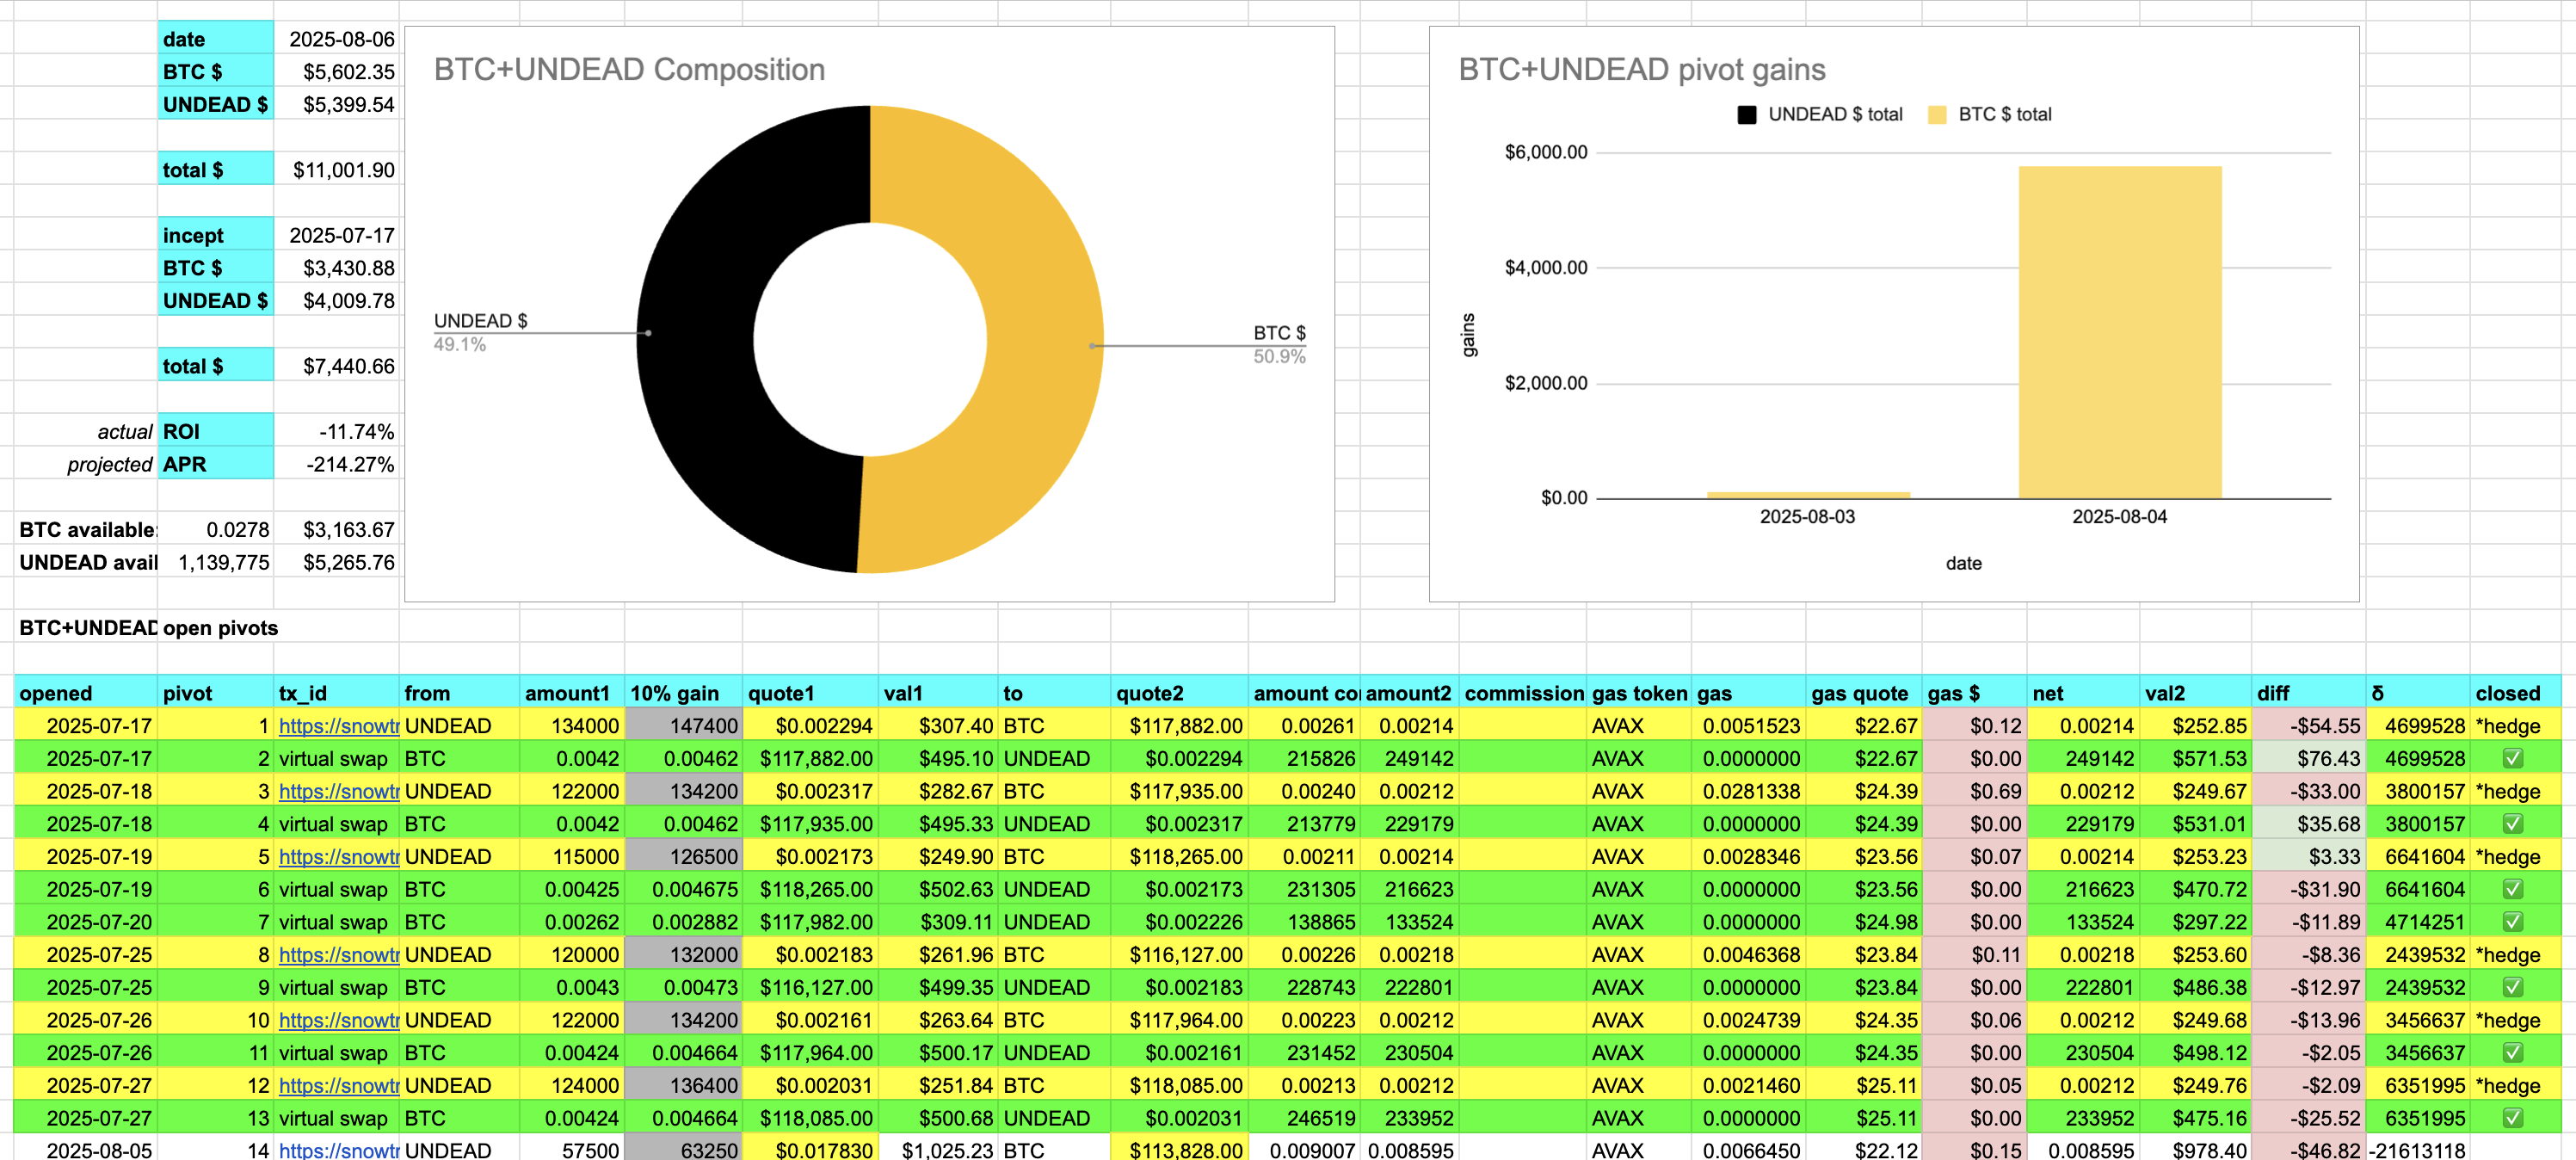 date 2025-08-06
BTC $ $5,602.35
UNDEAD $ $5,399.54
total $ $11,001.90
incept 2025-07-17
BTC $ $3,430.88
UNDEAD $ $4,009.78
total $ $7,440.66
actual ROI -11.74%
projected APR -214.27%
BTC available: 0.0278 $3,163.67
UNDEAD avail 1,139,775 $5,265.76
BTC+UNDEAD Composition
UNDEAD $
49.1%
BTC $
50.9%
BTC+UNDEAD pivot gains
UNDEAD $ total BTC $ total
$6,000.00
$4,000.00
$2,000.00
$0.00
gains
2025-08-03 2025-08-04
date
BTC+UNDEAD open pivots
opened pivot tx_id from amount1 10% gain quote1 val1 to quote2 amount co amount2 commission gas token gas gas quote gas $ net val2 diff δ closed
2025-07-17 1 https://snowtr UNDEAD 134000 147400 $0.002294 $307.40 BTC $117,882.00 0.00261 0.00214 AVAX 0.0051523 $22.67 $0.12 0.00214 $252.85 -$54.55 4699528 *hedge
2025-07-17 2 virtual swap BTC 0.0042 0.00462 $117,882.00 $495.10 UNDEAD $0.002294 215826 249142 AVAX 0.0000000 $22.67 $0.00 249142 $571.53 $76.43 4699528 ✅
2025-07-18 3 https://snowtr UNDEAD 122000 134200 $0.002317 $282.67 BTC $117,935.00 0.00240 0.00212 AVAX 0.0281338 $24.39 $0.69 0.00212 $249.67 -$33.00 3800157 *hedge
2025-07-18 4 virtual swap BTC 0.0042 0.00462 $117,935.00 $495.33 UNDEAD $0.002317 213779 229179 AVAX 0.0000000 $24.39 $0.00 229179 $531.01 $35.68 3800157 ✅
2025-07-19 5 https://snowtr UNDEAD 115000 126500 $0.002173 $249.90 BTC $118,265.00 0.00211 0.00214 AVAX 0.0028346 $23.56 $0.07 0.00214 $253.23 $3.33 6641604 *hedge
2025-07-19 6 virtual swap BTC 0.00425 0.004675 $118,265.00 $502.63 UNDEAD $0.002173 231305 216623 AVAX 0.0000000 $23.56 $0.00 216623 $470.72 -$31.90 6641604 ✅
2025-07-20 7 virtual swap BTC 0.00262 0.002882 $117,982.00 $309.11 UNDEAD $0.002226 138865 133524 AVAX 0.0000000 $24.98 $0.00 133524 $297.22 -$11.89 4714251 ✅
2025-07-25 8 https://snowtr UNDEAD 120000 132000 $0.002183 $261.96 BTC $116,127.00 0.00226 0.00218 AVAX 0.0046368 $23.84 $0.11 0.00218 $253.60 -$8.36 2439532 *hedge
2025-07-25 9 virtual swap BTC 0.0043 0.00473 $116,127.00 $499.35 UNDEAD $0.002183 228743 222801 AVAX 0.0000000 $23.84 $0.00 222801 $486.38 -$12.97 2439532 ✅
2025-07-26 10 https://snowtr UNDEAD 122000 134200 $0.002161 $263.64 BTC $117,964.00 0.00223 0.00212 AVAX 0.0024739 $24.35 $0.06 0.00212 $249.68 -$13.96 3456637 *hedge
2025-07-26 11 virtual swap BTC 0.00424 0.004664 $117,964.00 $500.17 UNDEAD $0.002161 231452 230504 AVAX 0.0000000 $24.35 $0.00 230504 $498.12 -$2.05 3456637 ✅
2025-07-27 12 https://snowtr UNDEAD 124000 136400 $0.002031 $251.84 BTC $118,085.00 0.00213 0.00212 AVAX 0.0021460 $25.11 $0.05 0.00212 $249.76 -$2.09 6351995 *hedge
2025-07-27 13 virtual swap BTC 0.00424 0.004664 $118,085.00 $500.68 UNDEAD $0.002031 246519 233952 AVAX 0.0000000 $25.11 $0.00 233952 $475.16 -$25.52 6351995 ✅
2025-08-05 14 https://snowtr UNDEAD 57500 63250 $0.017830 $1,025.23 BTC $113,828.00 0.009007 0.008595 AVAX 0.0066450 $22.12 $0.15 0.008595 $978.40 -$46.82 -21613118